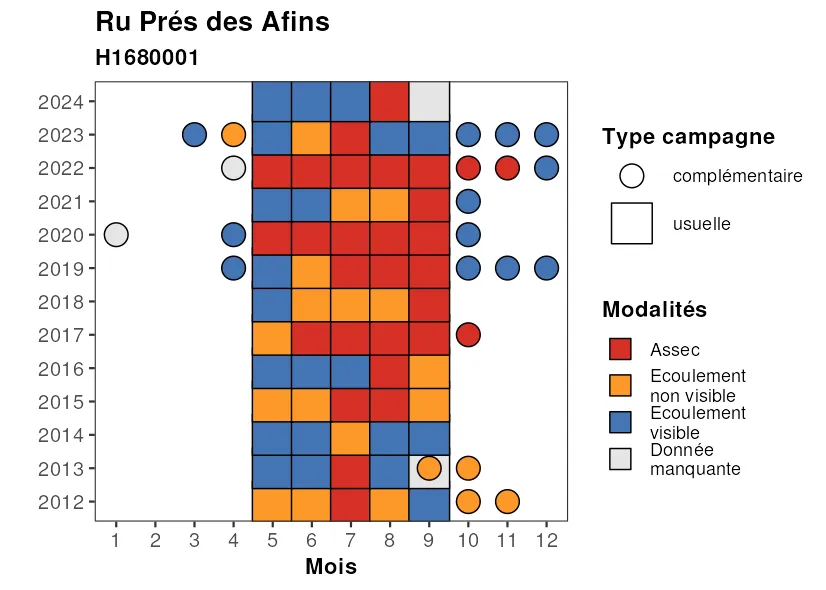 Ru Prés des Afins
H1680001
2024
2023
2022
2021
2020
2019
2018
2017
2016
2015
2014
2013
2012
1 2 3 4 5 6 7 8 9 10 11 12
Mois
Type campagne
complémentaire
usuelle
Modalités
Assec
Ecoulement
non visible
Ecoulement
visible
Donnée
manquante